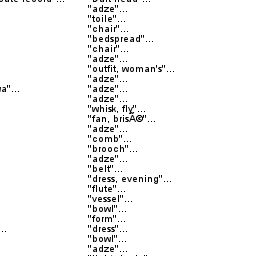 "adze"...
"toile"...
"chair"...
"bedspread"...
"chair"...
"adze"...
"outfit, woman's"...
"adze"...
"adze"...
"adze"...
"whisk, fly"...
"fan, brisÃ©"...
"adze"...
"comb"...
"brooch"...
"adze"...
"belt"...
"dress, evening"...
"flute"...
"vessel"...
"bowl"...
"form"...
"dress"...
"bowl"...
"adze"...